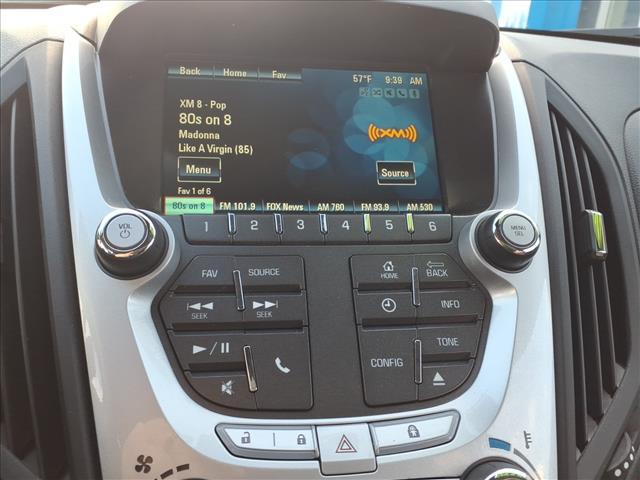 Back Home Fav 57°F 9:39 AM
XM 8 - Pop
80s on 8
Madonna
Like A Virgin (85)
((XM))
Menu Source
Fav 1 of 6
80s on 8 FM 101.9 FOX News AM 760 FM 93.9 AM 530
VOL 1 2 3 4 5 6 MENU SEL
FAV SOURCE HOME BACK
SEEK SEEK INFO
CONFIG TONE